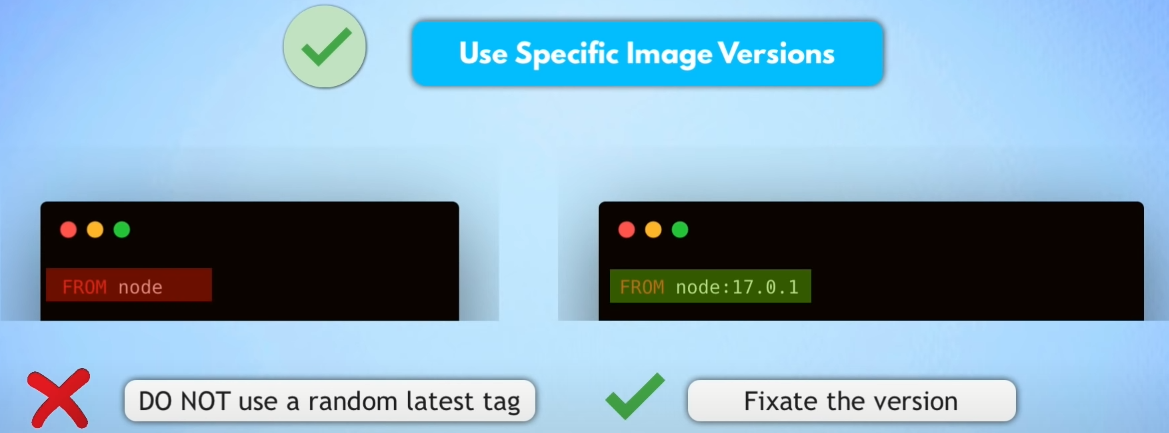 Use Specific Image Versions
FROM node
FROM node:17.0.1
DO NOT use a random latest tag
Fixate the version